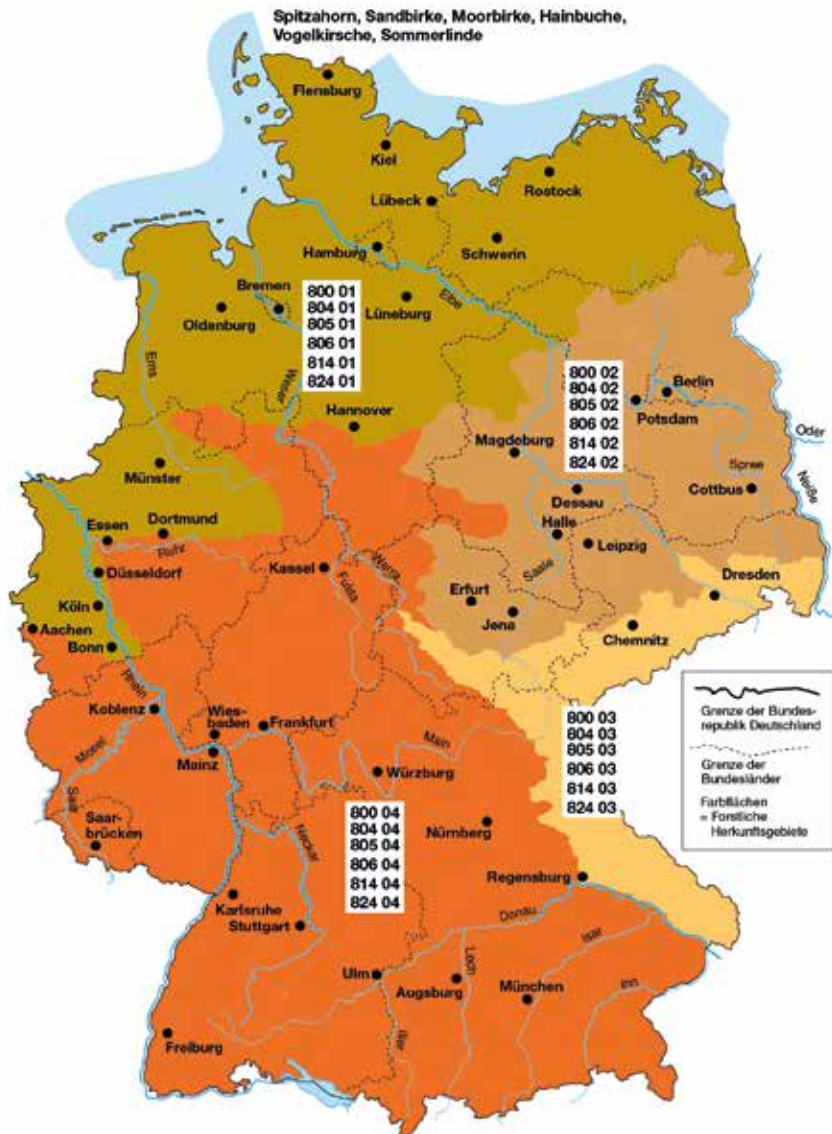 Spitzahorn, Sandbirke, Moorbirke, Hainbuche,
Vogelkirsche, Sommerlinde
Flensburg
Kiel
Rostock
Lübeck
Hamburg
Schwerin
Bremen
Elbe
Oldenburg
Lüneburg
800 01
804 01
805 01
806 01
814 01
824 01
Ems
Weser
Hannover
800 02
804 02
805 02
806 02
814 02
824 02
Berlin
Potsdam
Oder
Magdeburg
Münster
Spree
Neiße
Dessau
Cottbus
Essen
Dortmund
Ruhr
Halle
Leipzig
Düsseldorf
Kassel
Fulda
Werra
Saale
Dresden
Erfurt
Köln
Jena
Chemnitz
Aachen
Bonn
Rhein
Koblenz
Wies-
baden
Frankfurt
Mosel
Mainz
Main
Würzburg
800 03
804 03
805 03
806 03
814 03
824 03
Grenze der Bundes-
republik Deutschland
Grenze der
Bundesländer
Farbflächen
= Forstliche
Herkunftsgebiete
Saar
Saar-
brücken
Neckar
Nürnberg
800 04
804 04
805 04
806 04
814 04
824 04
Regensburg
Karlsruhe
Stuttgart
Donau
Isar
Lech
Ulm
Augsburg
München
Inn
Iller
Freiburg